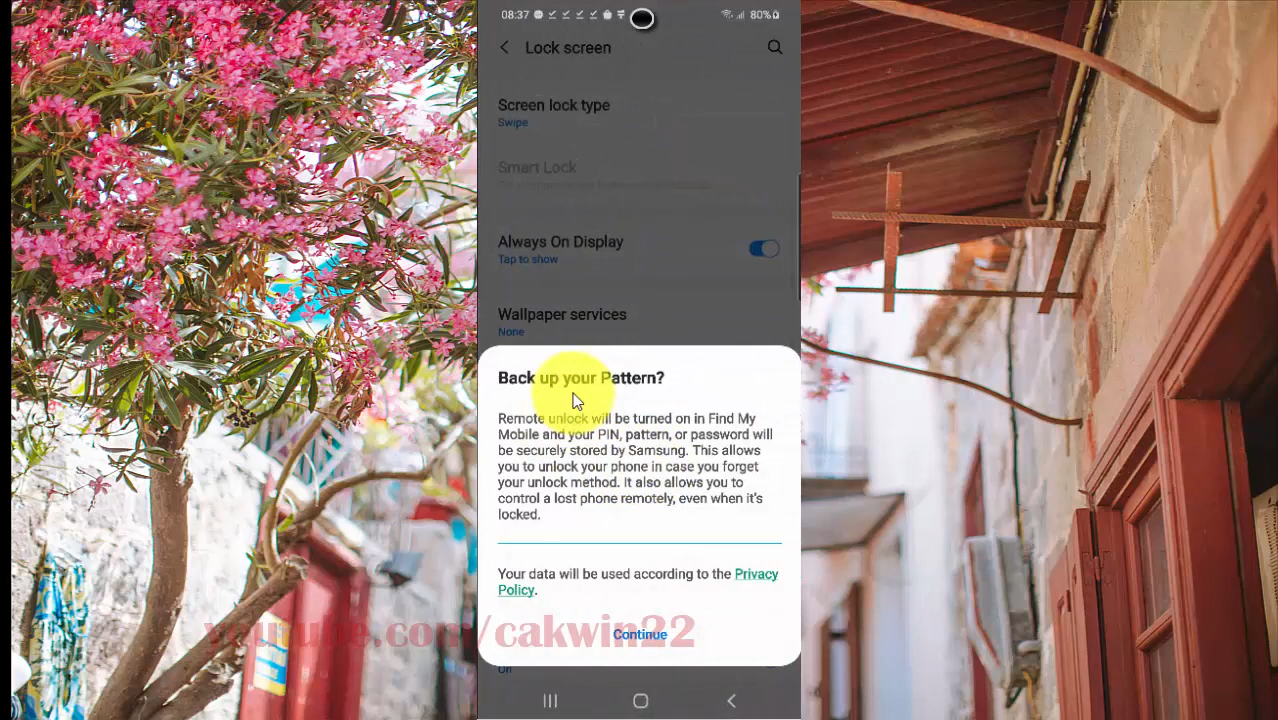 08:37
80%
Lock screen
Screen lock type
Swipe
Smart Lock
Always On Display
Tap to show
Wallpaper services
None
Back up your Pattern?
Remote unlock will be turned on in Find My
Mobile and your PIN, pattern, or password will
be securely stored by Samsung. This allows
you to unlock your phone in case you forget
your unlock method. It also allows you to
control a lost phone remotely, even when it's
locked.
Your data will be used according to the Privacy
Policy.
youtube.com/cakwin22
Continue
On